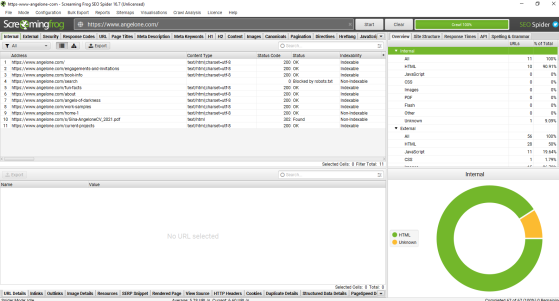 https://www-angelone-com/ - Screaming Frog SEO Spider 16.7 (Unlicensed)
File Mode Configuration Bulk Export Reports Sitemaps Visualisations Crawl Analysis Licence Help
Screamingfrog https://www.angelone.com/ Start Clear Crawl 100% SEO Spider
Internal External Security Response Codes URL Page Titles Meta Description Meta Keywords H1 H2 Content Images Canonicals Pagination Directives Hreflang
Overview Site Structure Response Times API Spelling & Grammar
All Export Search
URLs % of Total
Address Content Type Status Code Status Indexability
1 https://www.angelone.com/ text/html;charset=utf-8 200 OK Indexable
2 https://www.angelone.com/engagements-and-invitations text/html;charset=utf-8 200 OK Indexable
3 https://www.angelone.com/book-info text/html;charset=utf-8 200 OK Indexable
4 https://www.angelone.com/search 0 Blocked by robots.txt Non-Indexable
5 https://www.angelone.com/fun-facts text/html;charset=utf-8 200 OK Indexable
6 https://www.angelone.com/about text/html;charset=utf-8 200 OK Indexable
7 https://www.angelone.com/angels-of-darkness text/html;charset=utf-8 200 OK Indexable
8 https://www.angelone.com/work-samples text/html;charset=utf-8 200 OK Indexable
9 https://www.angelone.com/home-1 text/html;charset=utf-8 200 OK Non-Indexable
10 text/html 302 Found Non-Indexable
11 https://www.angelone.com/current-projects text/html;charset=utf-8 200 OK Indexable
Internal
All 11 100%
HTML 10 90.91%
JavaScript 0 0%
CSS 0 0%
Images 0 0%
PDF 0 0%
Flash 0 0%
Other 0 0%
Unknown 1 9.09%
External
All 56 100%
HTML 28 50%
JavaScript 11 19.64%
CSS 1 1.79%
Selected Cells: 0 Filter Total: 11
Export Search
Name Value
No URL selected
Selected Cells: 0 Total: 0
Internal
HTML
Unknown
URL Details Inlinks Outlinks Image Details Resources SERP Snippet Rendered Page View Source HTTP Headers Cookies Duplicate Details Structured Data Details PageSpeed D